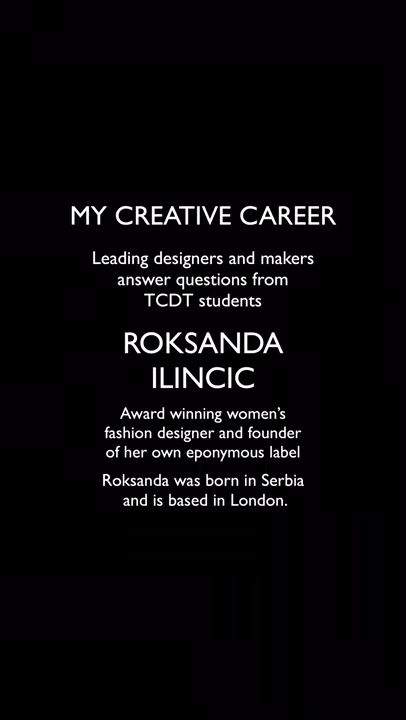 MY CREATIVE CAREER
Leading designers and makers
answer questions from
TCDT students
ROKSANDA
ILINCIC
Award winning women’s
fashion designer and founder
of her own eponymous label
Roksanda was born in Serbia
and is based in London.